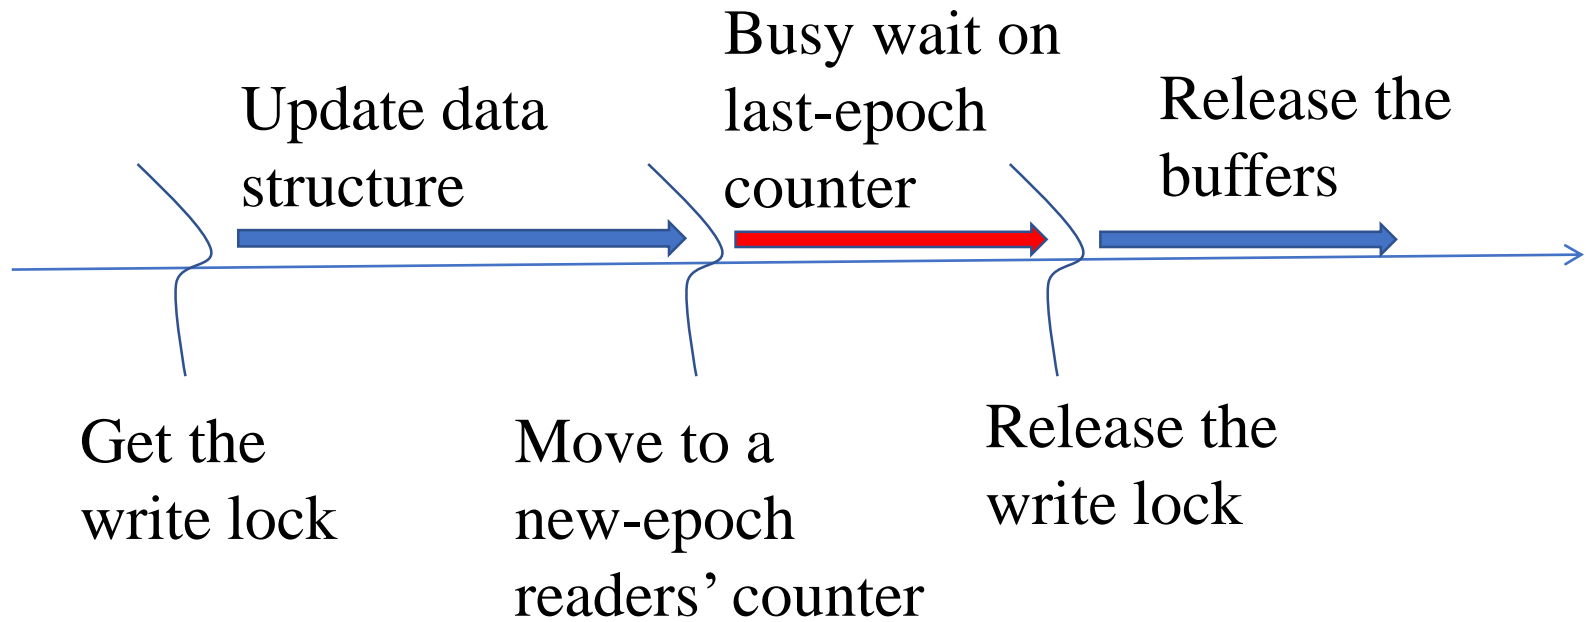 Update data
structure
Busy wait on
last-epoch
counter
Release the
buffers
Get the
write lock
Move to a
new-epoch
readers’ counter
Release the
write lock